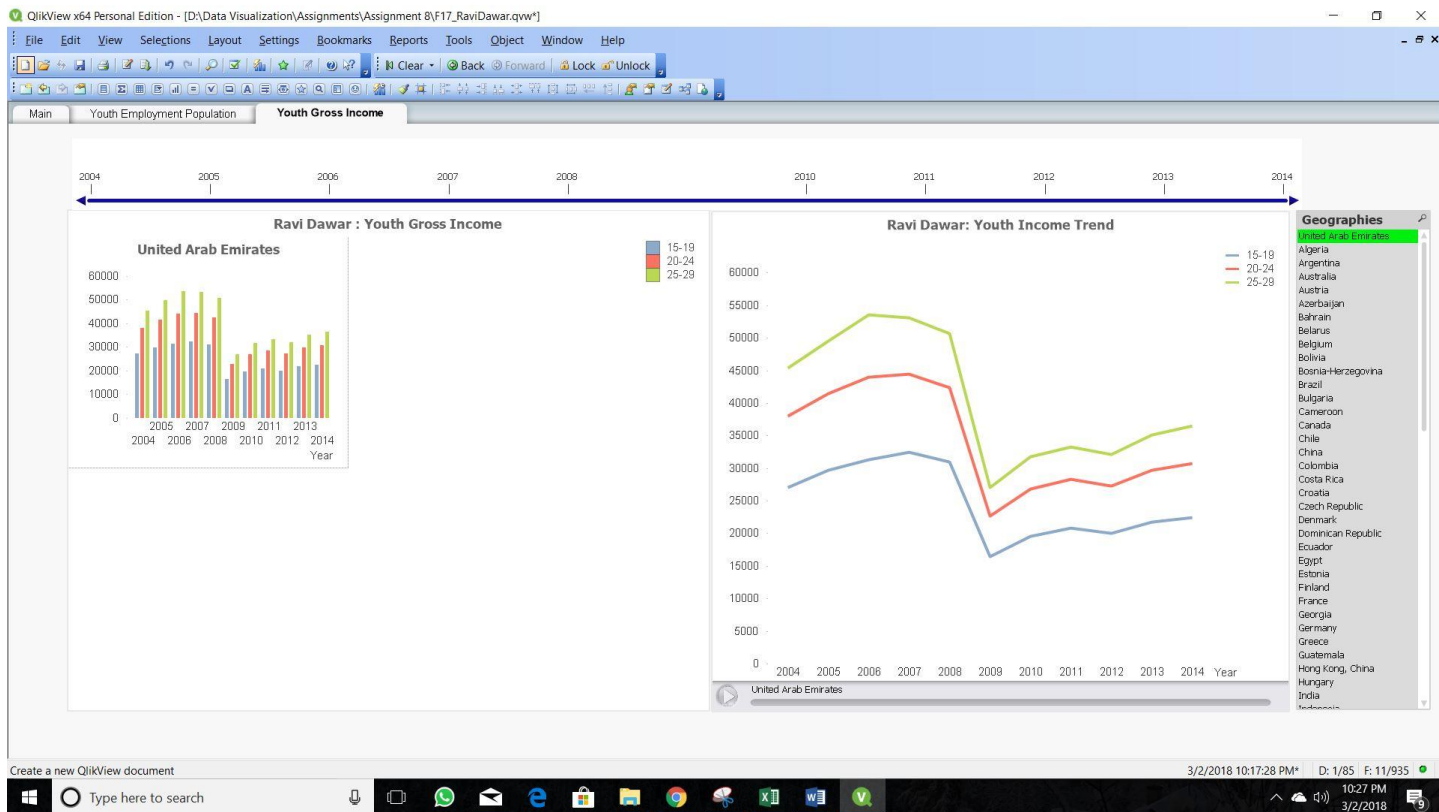 QlikView x64 Personal Edition - [D:\Data Visualization\Assignments\Assignment 8\F17_RaviDawar.qvw*]
File Edit View Selections Layout Settings Bookmarks Reports Tools Object Window Help
Clear Back Forward Lock Unlock
Main Youth Employment Population Youth Gross Income
2004 2005 2006 2007 2008 2010 2011 2012 2013 2014
Ravi Dawar : Youth Gross Income
United Arab Emirates
15-19
20-24
25-29
60000
50000
40000
30000
20000
10000
0
2005 2007 2009 2011 2013
2004 2006 2008 2010 2012 2014
Year
Ravi Dawar: Youth Income Trend
15-19
20-24
25-29
60000
55000
50000
45000
40000
35000
30000
25000
20000
15000
10000
5000
0
2004 2005 2006 2007 2008 2009 2010 2011 2012 2013 2014 Year
United Arab Emirates
Geographies
United Arab Emirates
Algeria
Argentina
Australia
Austria
Azerbaijan
Bahrain
Belarus
Belgium
Bolivia
Bosnia-Herzegovina
Brazil
Bulgaria
Cameroon
Canada
Chile
China
Colombia
Costa Rica
Croatia
Czech Republic
Denmark
Dominican Republic
Ecuador
Egypt
Estonia
Finland
France
Georgia
Germany
Greece
Guatemala
Hong Kong, China
Hungary
India
Create a new QlikView document
3/2/2018 10:17:28 PM* D: 1/85 F: 11/935
Type here to search
10:27 PM
3/2/2018